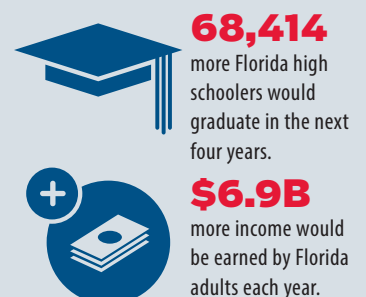 68,414
more Florida high
schoolers would
graduate in the next
four years.
$6.9B
more income would
be earned by Florida
adults each year.